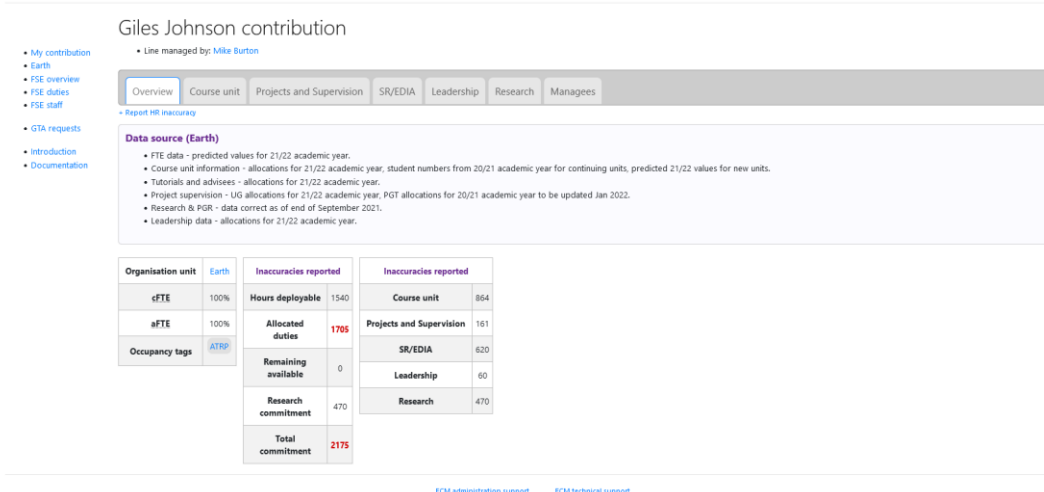 Giles Johnson contribution
My contribution
Earth
FSE overview
FSE duties
FSE staff
GTA requests
Introduction
Documentation
Line managed by: Mike Burton
Overview Course unit Projects and Supervision SR/EDIA Leadership Research Managees
+ Report HR inaccuracy
Data source (Earth)
FTE data - predicted values for 21/22 academic year.
Course unit information - allocations for 21/22 academic year, student numbers from 20/21 academic year for continuing units, predicted 21/22 values for new units.
Tutorials and advisees - allocations for 21/22 academic year.
Project supervision - UG allocations for 21/22 academic year, PGT allocations for 20/21 academic year to be updated Jan 2022.
Research & PGR - data correct as of end of September 2021.
Leadership data - allocations for 21/22 academic year.
Organisation unit Earth
cFTE 100%
aFTE 100%
Occupancy tags ATRP
Inaccuracies reported
Hours deployable 1540
Allocated
duties 1705
Remaining
available 0
Research
commitment 470
Total
commitment 2175
Inaccuracies reported
Course unit 864
Projects and Supervision 161
SR/EDIA 620
Leadership 60
Research 470
ECM administration support ECM technical support